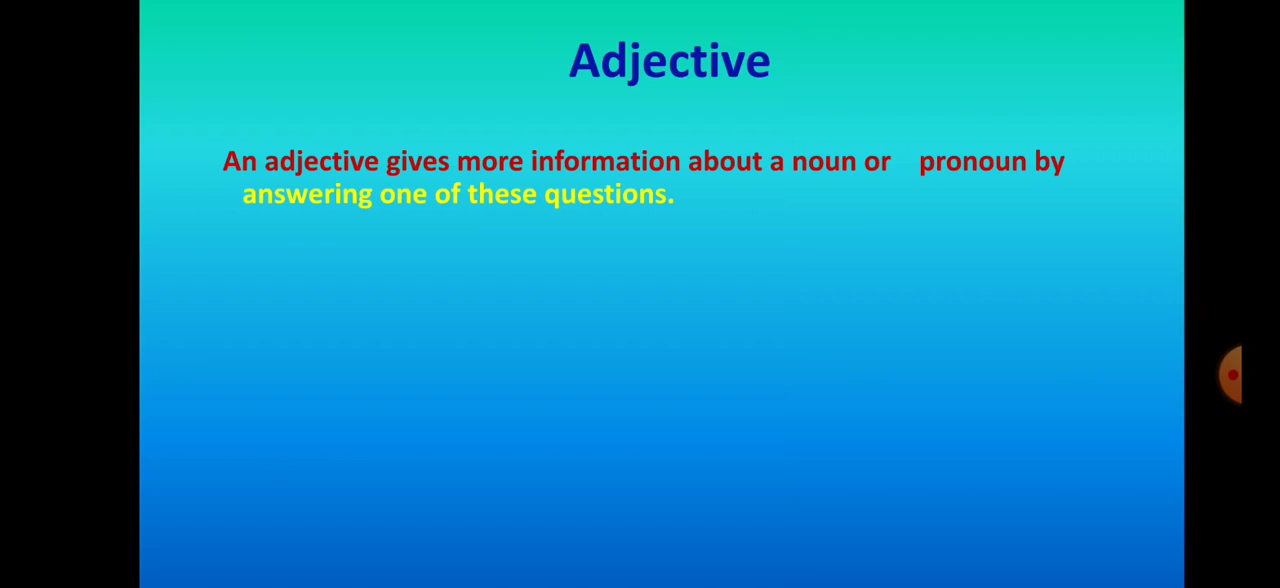 Adjective
An adjective gives more information about a noun or pronoun by
answering one of these questions.